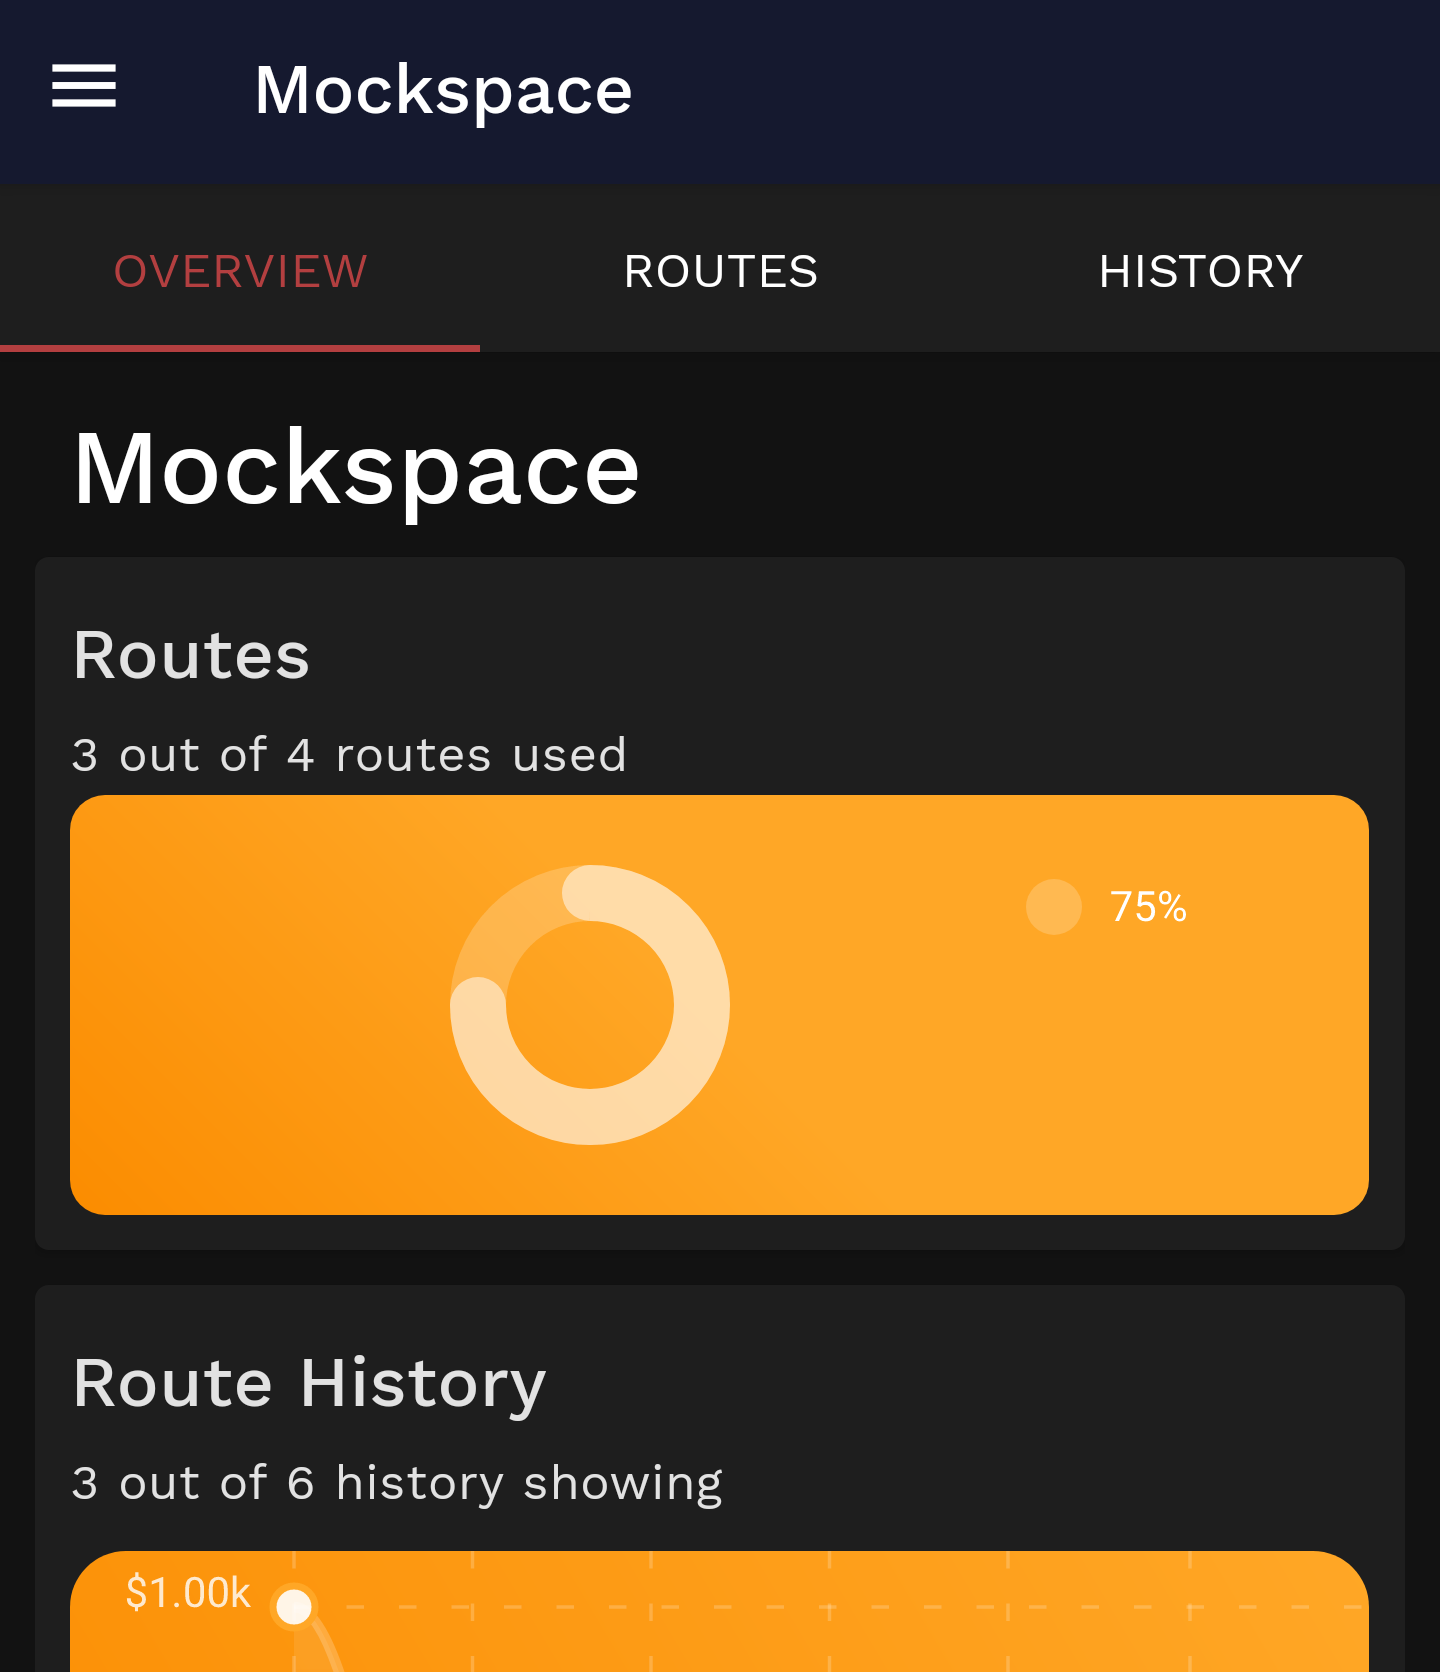 Mockspace
OVERVIEW ROUTES HISTORY
Mockspace
Routes
3 out of 4 routes used
75%
Route History
3 out of 6 history showing
$1.00k